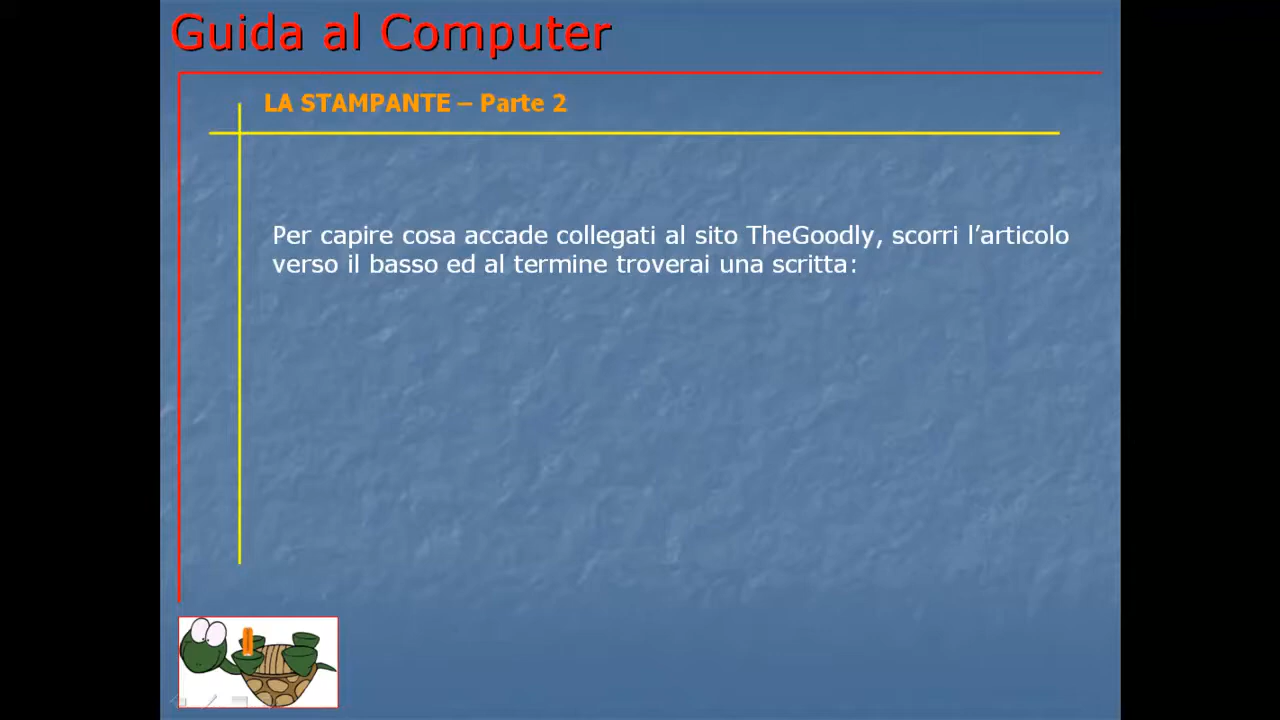 Guida al Computer
LA STAMPANTE – Parte 2
Per capire cosa accade collegati al sito TheGoodly, scorri l’articolo
verso il basso ed al termine troverai una scritta: